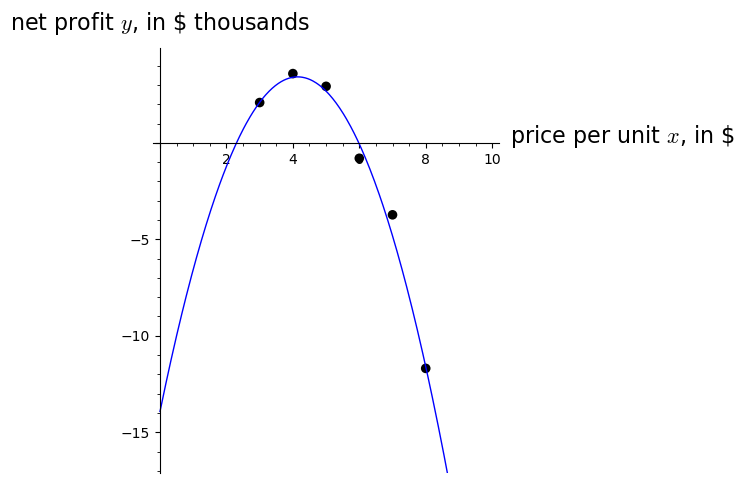 net profit y, in $ thousands
price per unit x, in $
2 4 6 8 10
−5
−10
−15